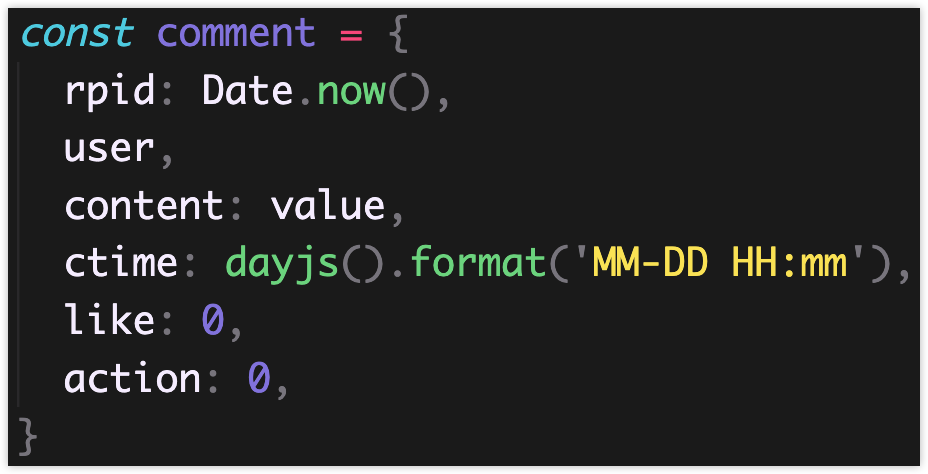 const comment = {
  rpid: Date.now(),
  user,
  content: value,
  ctime: dayjs().format('MM-DD HH:mm'),
  like: 0,
  action: 0,
}